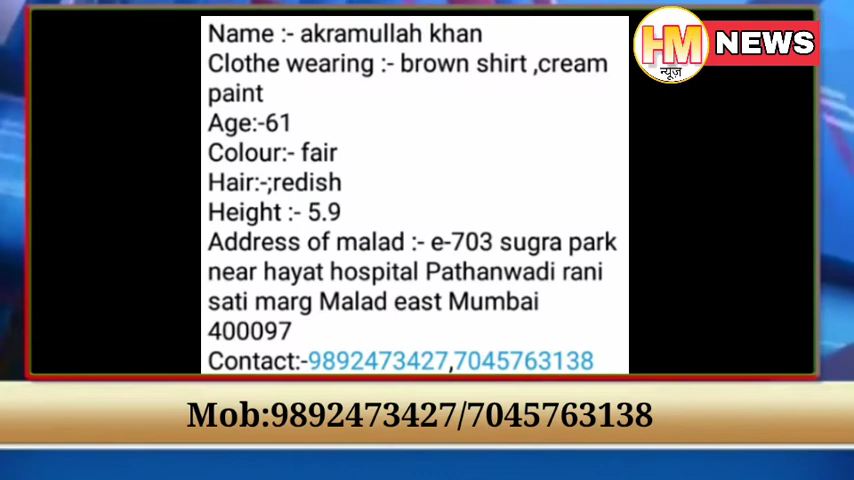 Name :- akramullah khan
Clothe wearing :- brown shirt ,cream
paint
Age:-61
Colour:- fair
Hair:-;redish
Height :- 5.9
Address of malad :- e-703 sugra park
near hayat hospital Pathanwadi rani
sati marg Malad east Mumbai
400097
Contact:-9892473427,7045763138
HM NEWS
न्यूज़
Mob:9892473427/7045763138